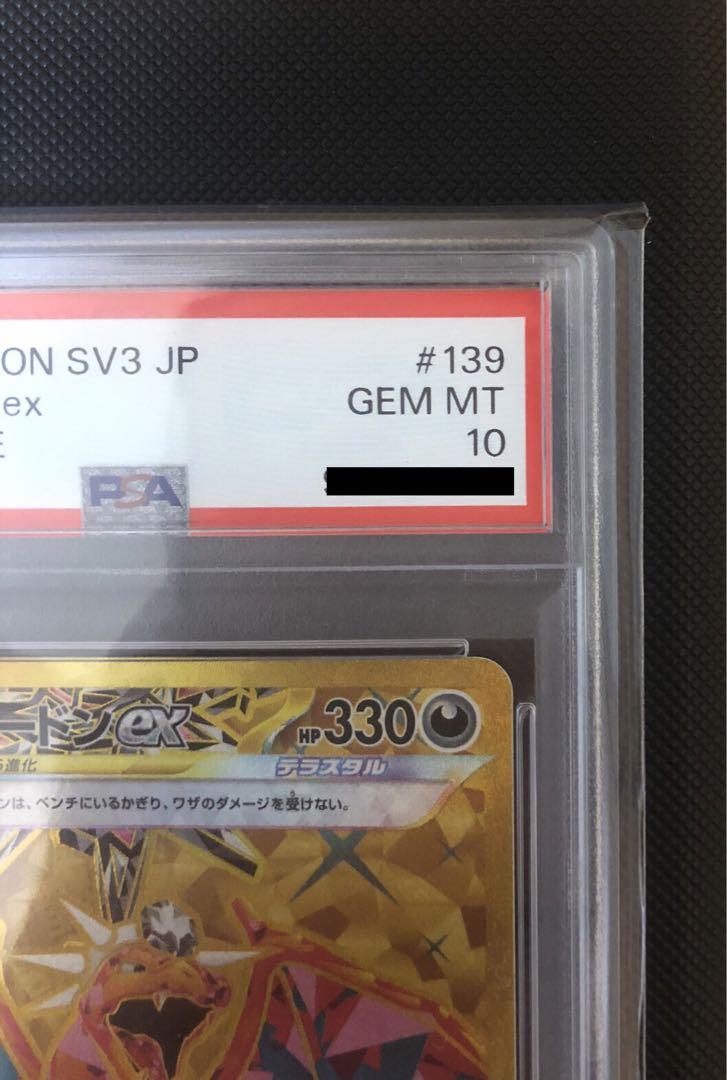 ON SV3 JP #139
ex GEM MT
E 10
PSA
ードンex HP330
進化 テラスタル
ンは、ベンチにいるかぎり、ワザのダメージを受けない。